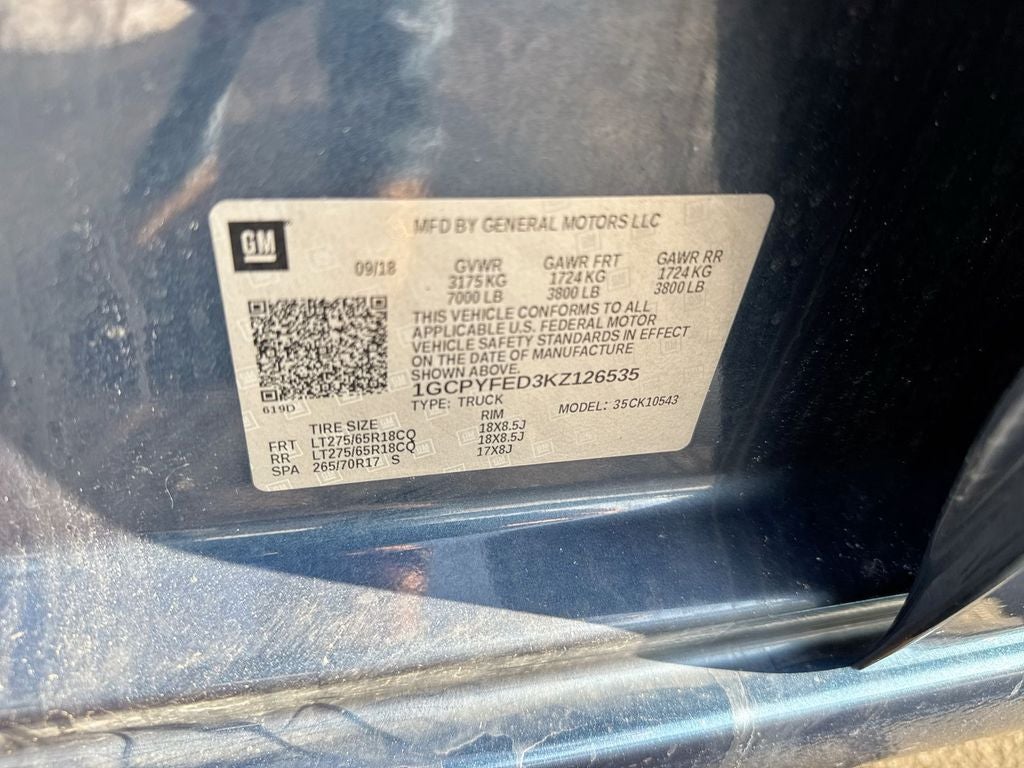 GM
MFD BY GENERAL MOTORS LLC
09/18
GVWR GAWR FRT GAWR RR
3175 KG 1724 KG 1724 KG
7000 LB 3800 LB 3800 LB
THIS VEHICLE CONFORMS TO ALL
APPLICABLE U.S. FEDERAL MOTOR
VEHICLE SAFETY STANDARDS IN EFFECT
ON THE DATE OF MANUFACTURE
SHOWN ABOVE.
1GCPYFED3KZ126535
619D
TYPE: TRUCK MODEL: 35CK10543
TIRE SIZE RIM
FRT LT275/65R18CQ 18X8.5J
RR LT275/65R18CQ 18X8.5J
SPA 265/70R17 S 17X8J